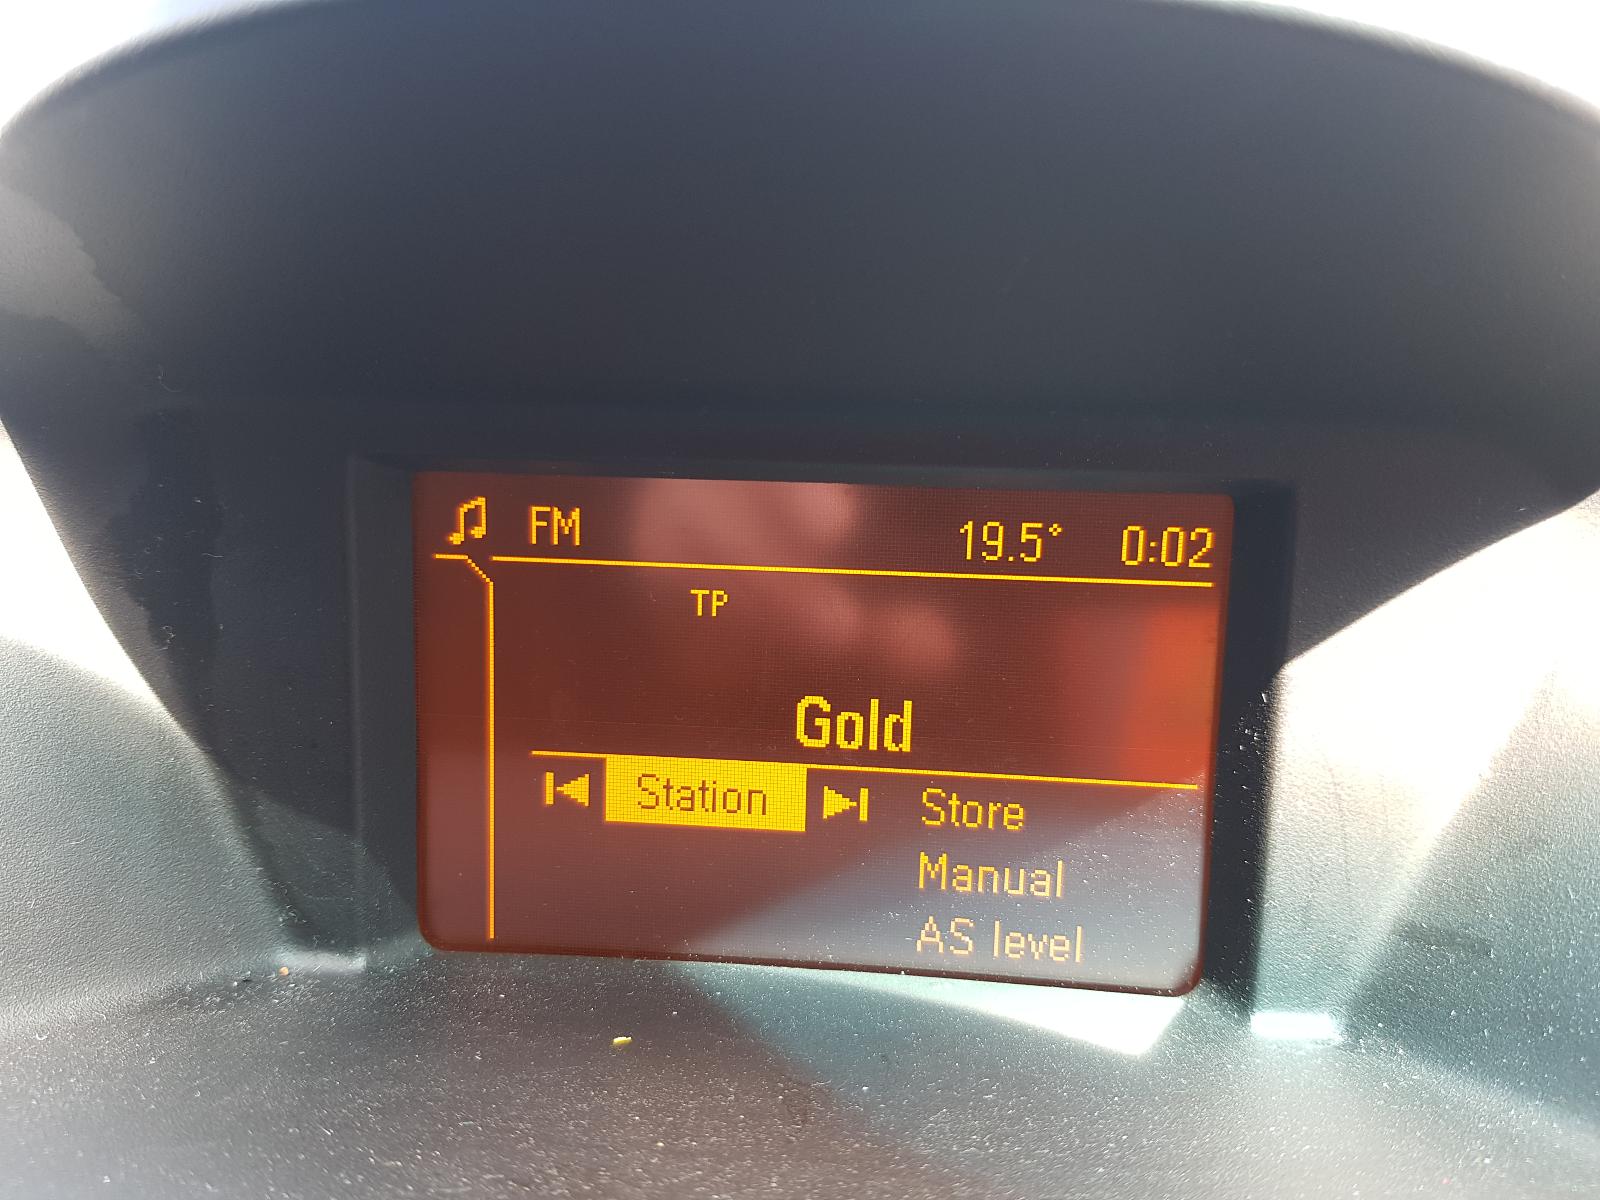 FM 19.5° 0:02
TP
Gold
Station Store
Manual
AS level